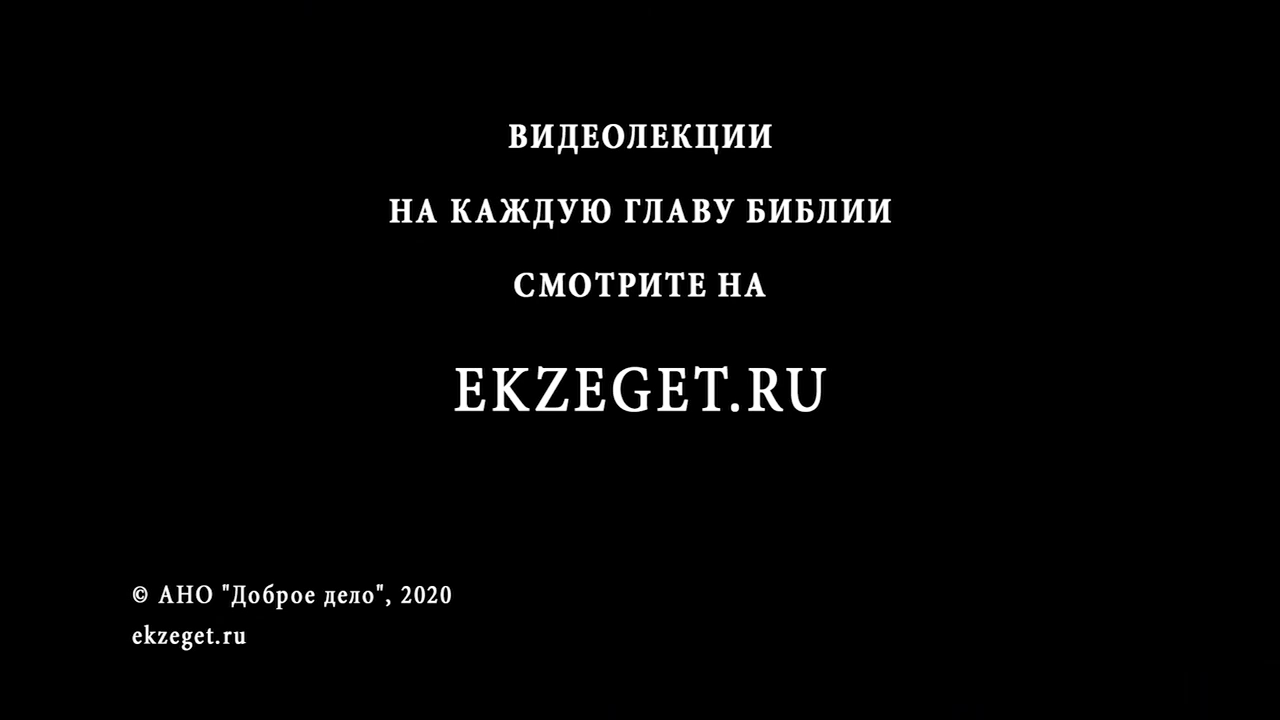 ВИДЕОЛЕКЦИИ
НА КАЖДУЮ ГЛАВУ БИБЛИИ
СМОТРИТЕ НА
EKZEGET.RU
© АНО "Доброе дело", 2020
ekzeget.ru